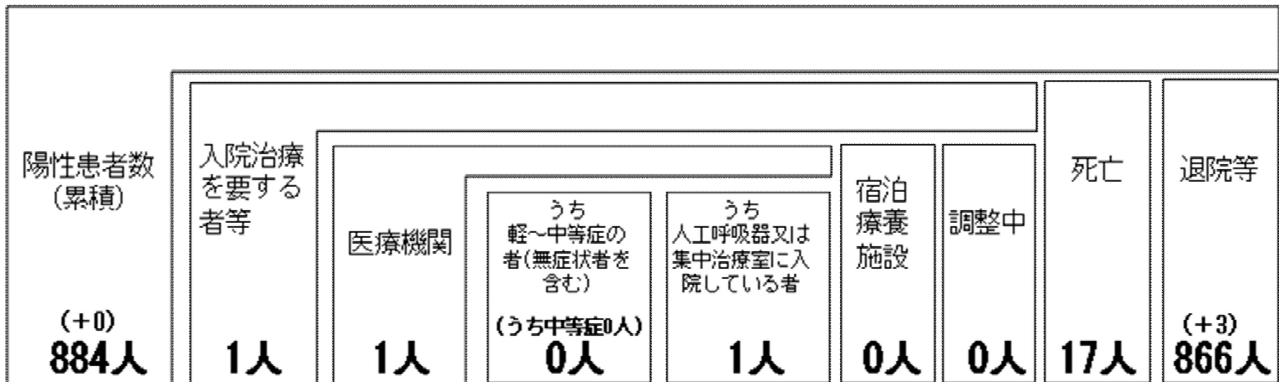 陽性患者数
(累積)
(+0)
884人
入院治療
を要する
者等
1人
医療機関
1人
うち
軽～中等症の
者(無症状者を
含む)
(うち中等症0人)
0人
うち
人工呼吸器又は
集中治療室に入
院している者
1人
宿泊
療養
施設
0人
調整中
0人
死亡
17人
退院等
(+3)
866人